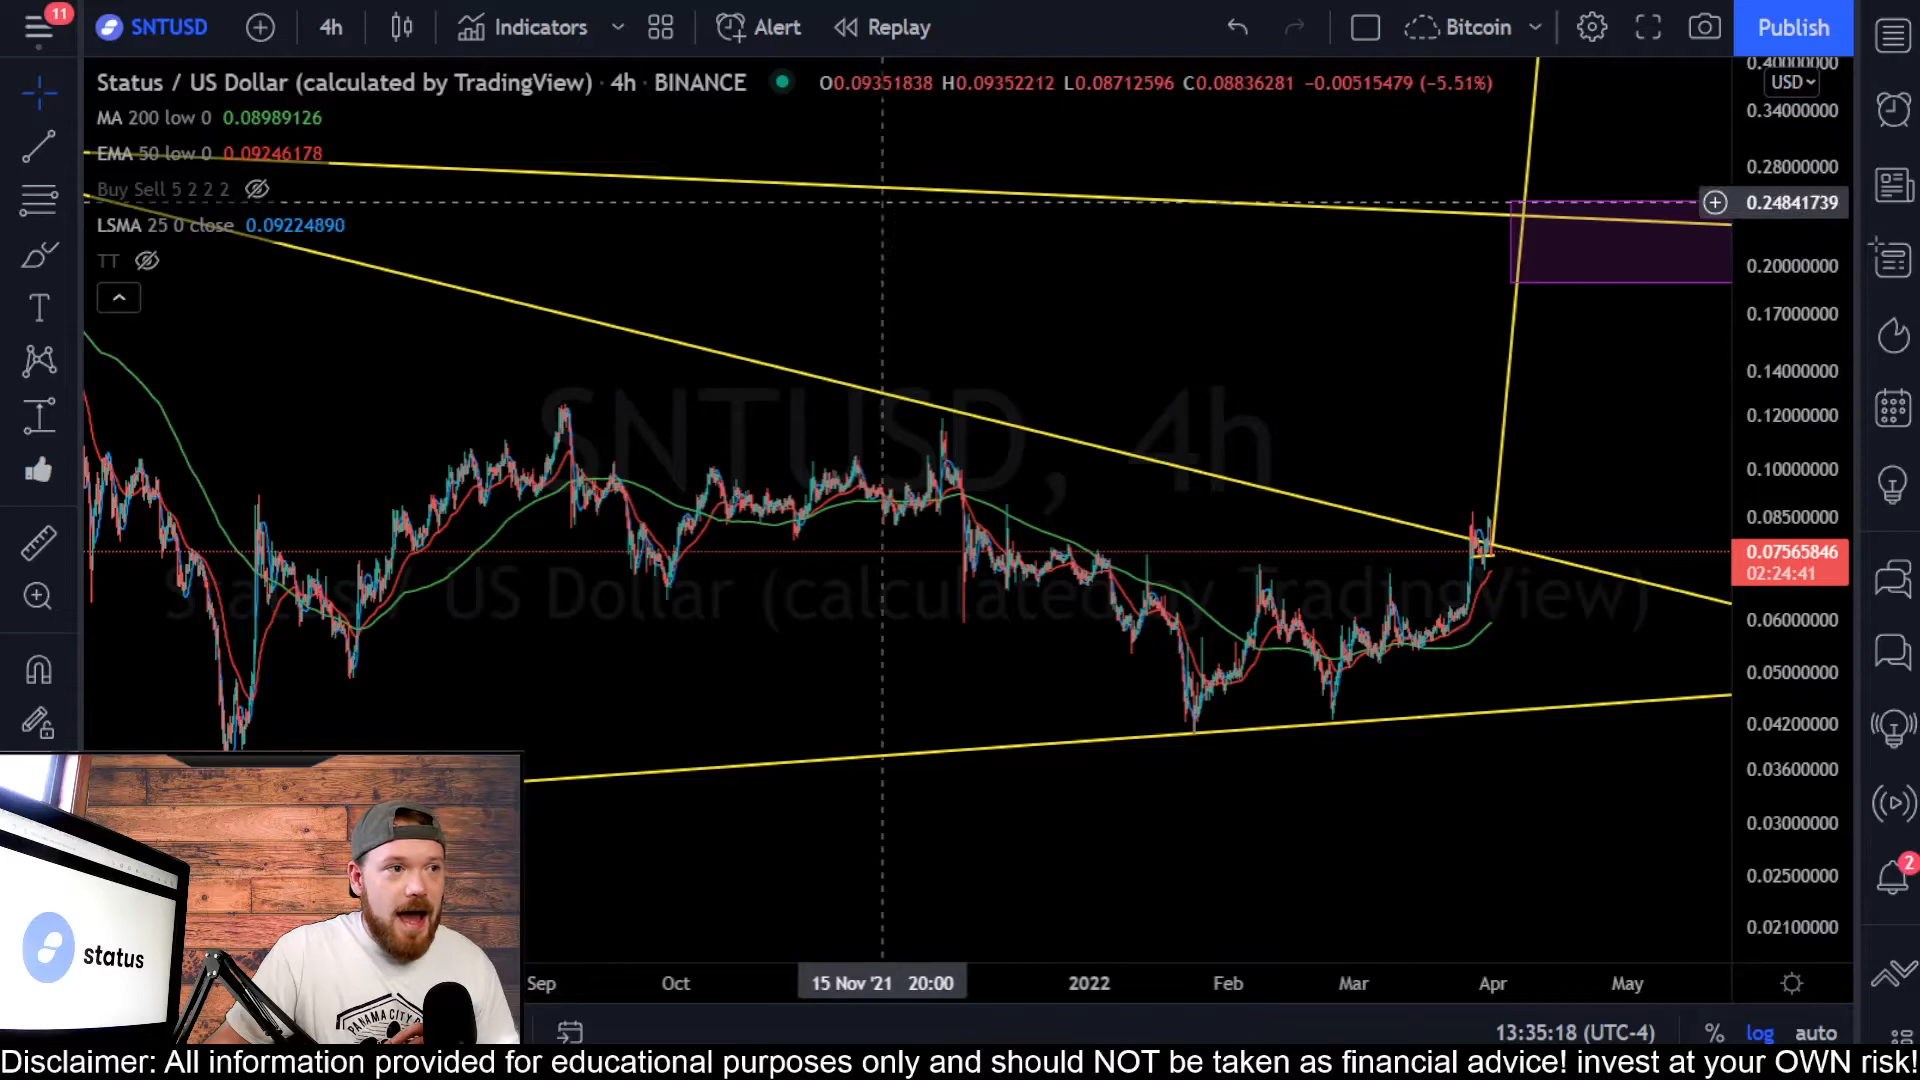 11
SNTUSD
4h
Indicators
Alert
Replay
Bitcoin
Publish
Status / US Dollar (calculated by TradingView) · 4h · BINANCE
O0.09351838 H0.09352212 L0.08712596 C0.08836281 −0.00515479 (−5.51%)
MA 200 low 0 0.08989126
EMA 50 low 0 0.09246178
Buy Sell 5 2 2 2
LSMA 25 0 close 0.09224890
TT
SNTUSD, 4h
Status / US Dollar (calculated by TradingView)
0.40000000
USD
0.34000000
0.28000000
0.24841739
0.20000000
0.17000000
0.14000000
0.12000000
0.10000000
0.08500000
0.07565846
02:24:41
0.06000000
0.05000000
0.04200000
0.03600000
0.03000000
0.02500000
0.02100000
2
status
PANAMA CITY
Sep
Oct
15 Nov '21 20:00
2022
Feb
Mar
Apr
May
13:35:18 (UTC-4)
%
log
auto
Disclaimer: All information provided for educational purposes only and should NOT be taken as financial advice! invest at your OWN risk!